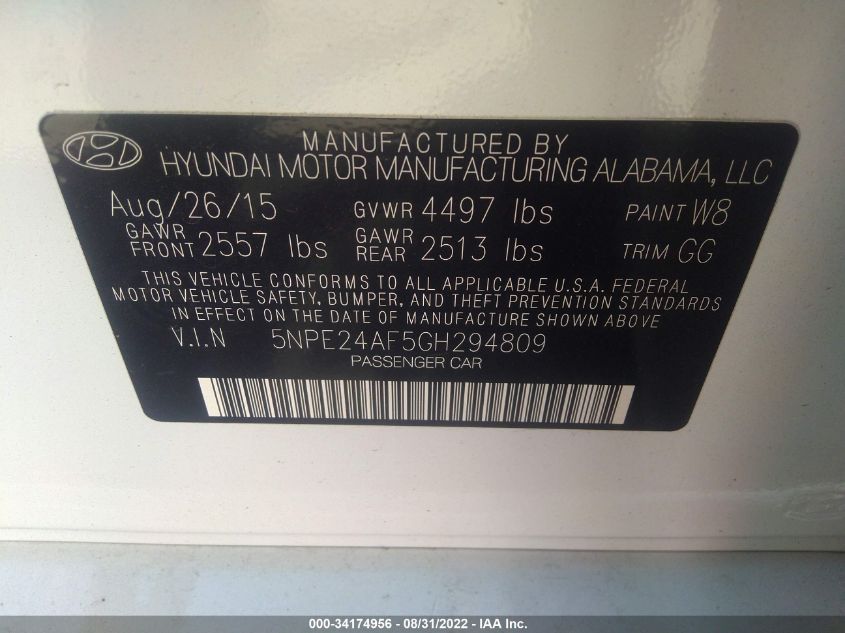 MANUFACTURED BY
HYUNDAI MOTOR MANUFACTURING ALABAMA, LLC
Aug/26/15 GVWR 4497 lbs PAINT W8
GAWR FRONT 2557 lbs GAWR REAR 2513 lbs TRIM GG
THIS VEHICLE CONFORMS TO ALL APPLICABLE U.S.A. FEDERAL
MOTOR VEHICLE SAFETY, BUMPER, AND THEFT PREVENTION STANDARDS
IN EFFECT ON THE DATE OF MANUFACTURE SHOWN ABOVE
V.I.N 5NPE24AF5GH294809
PASSENGER CAR
000-34174956 - 08/31/2022 - IAA Inc.